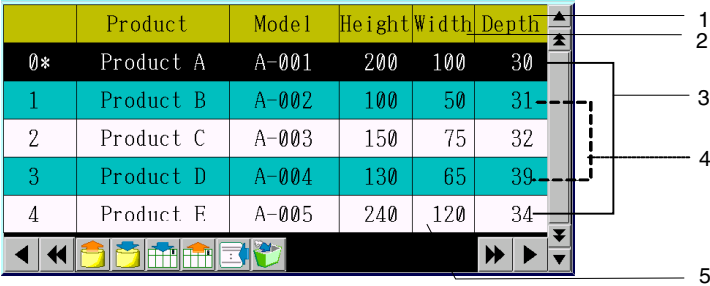 Product Model Height Width Depth 1
2
0* Product A A-001 200 100 30
1 Product B A-002 100 50 31 3
2 Product C A-003 150 75 32
3 Product D A-004 130 65 39 4
4 Product E A-005 240 120 34
5